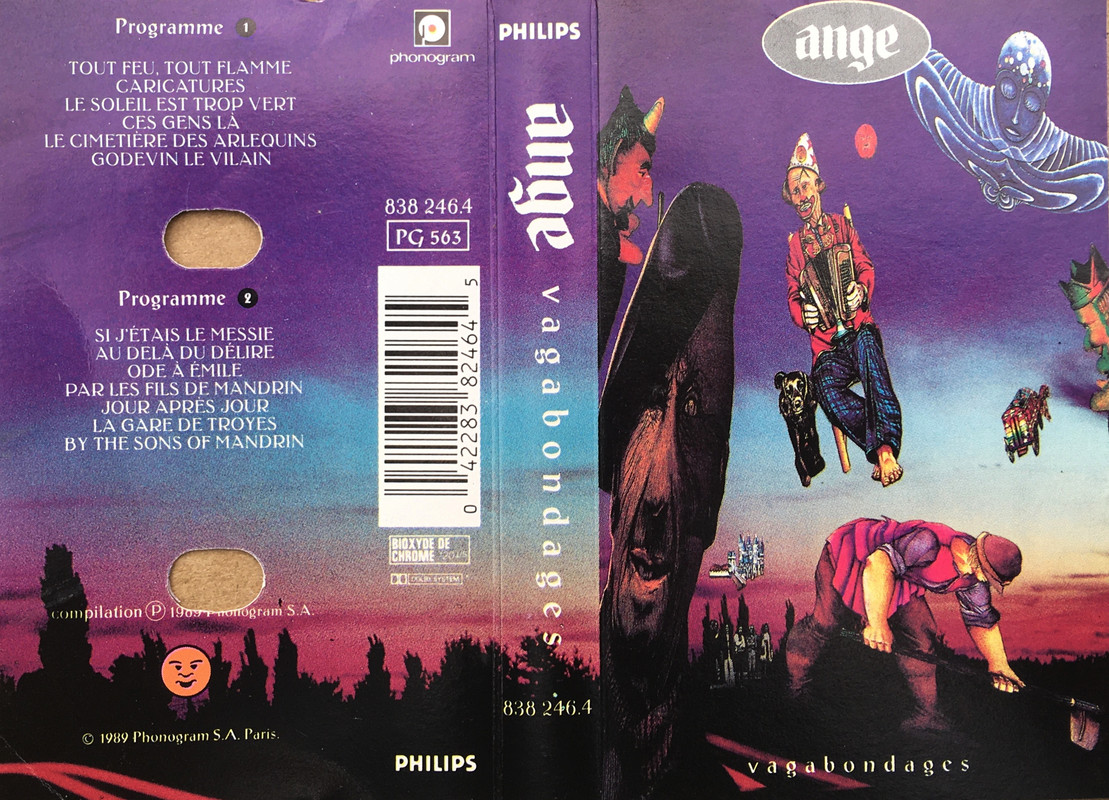 Programme 1
TOUT FEU, TOUT FLAMME
CARICATURES
LE SOLEIL EST TROP VERT
CES GENS LÀ
LE CIMETIÈRE DES ARLEQUINS
GODEVIN LE VILAIN
Programme 2
SI J'ÉTAIS LE MESSIE
AU DELÀ DU DÉLIRE
ODE À ÉMILE
PAR LES FILS DE MANDRIN
JOUR APRÈS JOUR
LA GARE DE TROYES
BY THE SONS OF MANDRIN
compilation Ⓟ 1989 Phonogram S.A.
© 1989 Phonogram S.A. Paris.
phonogram
838 246.4
PG 563
0 42283 82464 5
BIOXYDE DE
CHROME
DOLBY SYSTEM
PHILIPS
PHILIPS
ange
vagabondages
838 246.4
ange
vagabondages